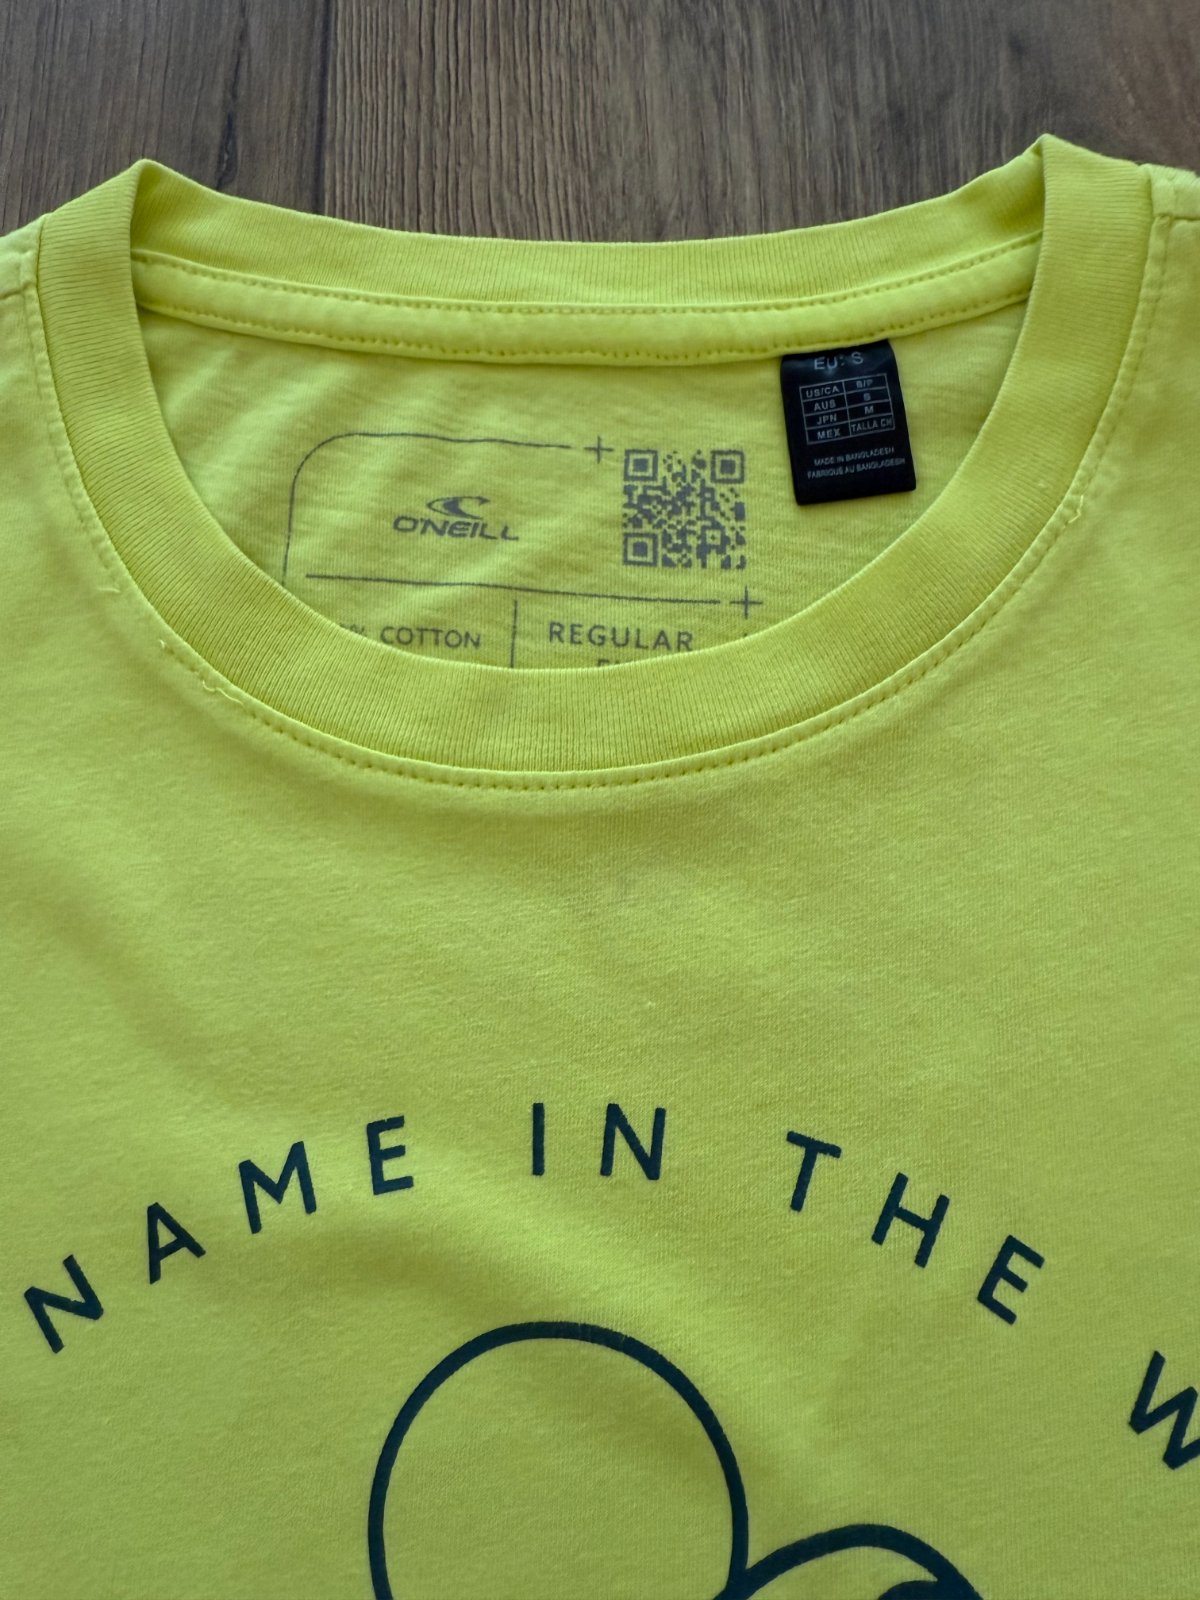 EU: S
US/CA S/P
AUS S
JPN M
MEX TALLA CH
MADE IN BANGLADESH
FABRIQUE AU BANGLADESH
O'NEILL
% COTTON
REGULAR
NAME IN THE W